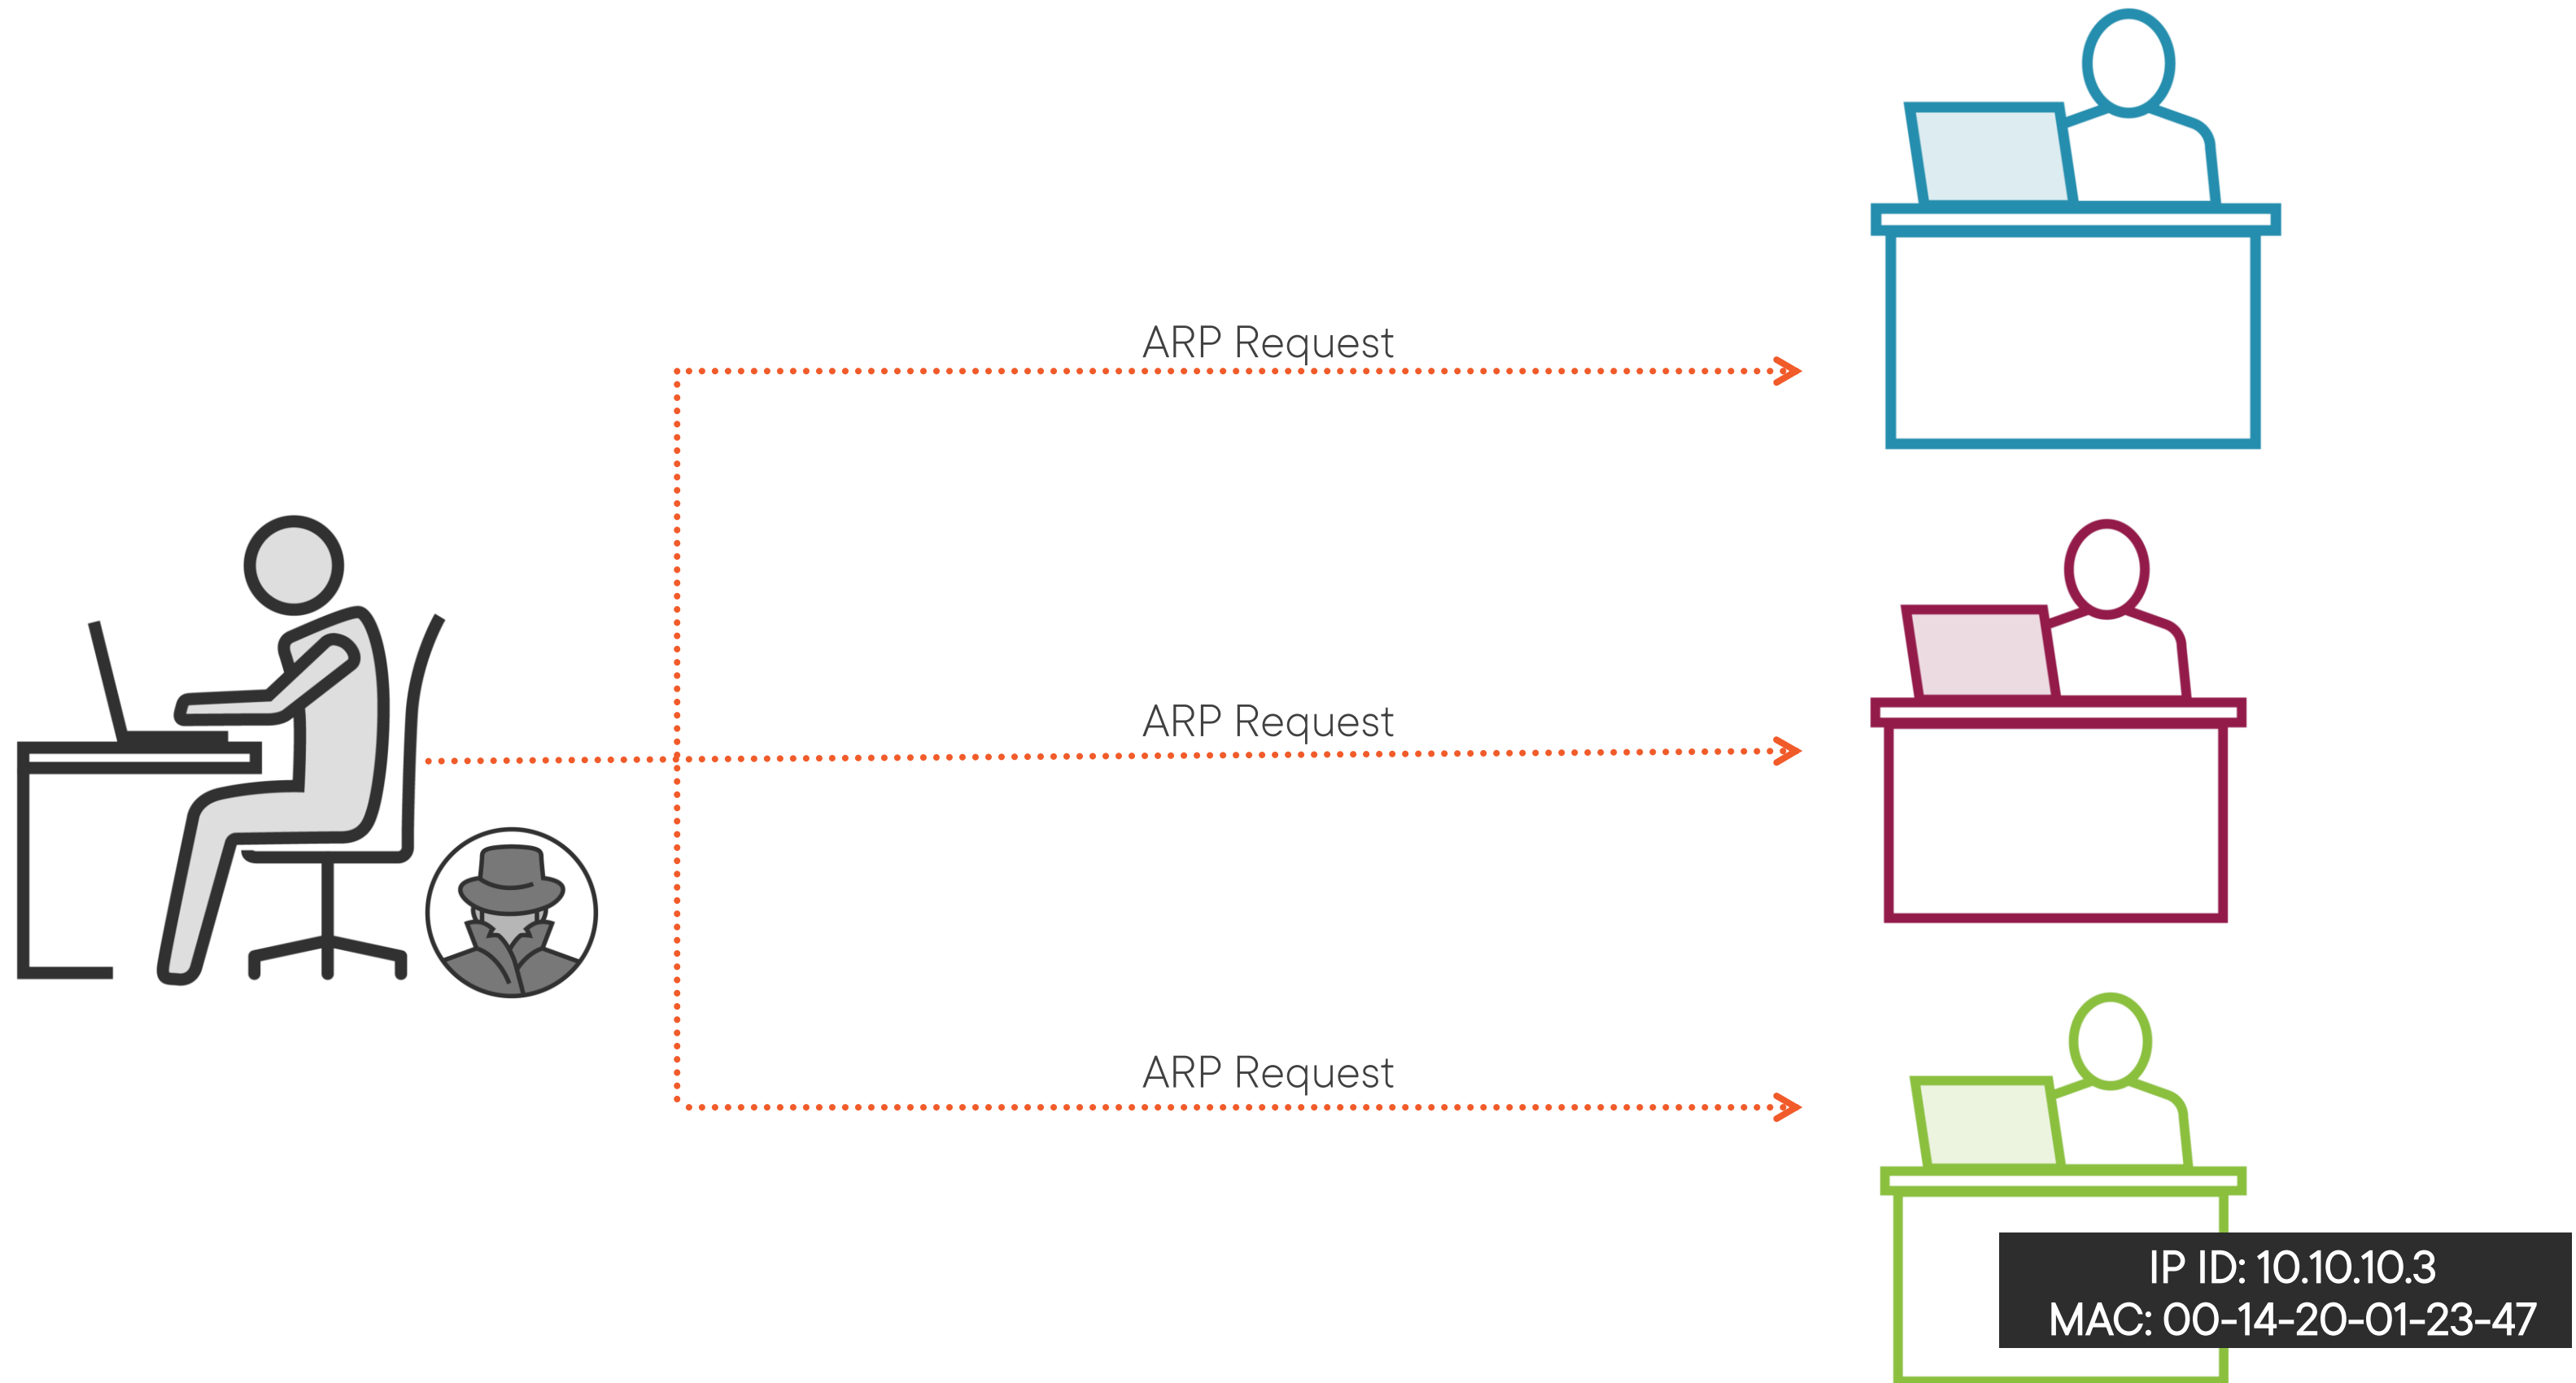 ARP Request
ARP Request
ARP Request
IP ID: 10.10.10.3
MAC: 00-14-20-01-23-47